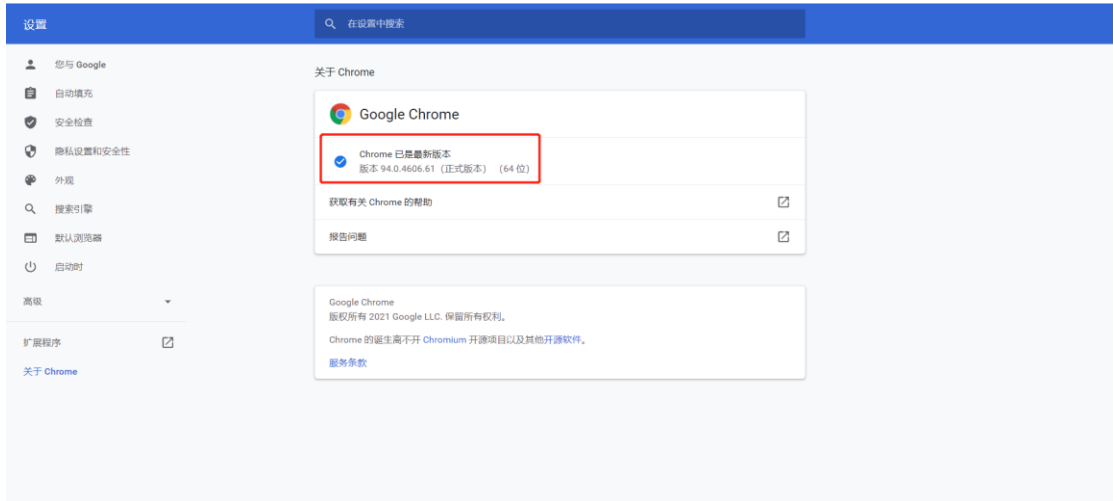 设置
在设置中搜索
您与 Google
自动填充
安全检查
隐私设置和安全性
外观
搜索引擎
默认浏览器
启动时
高级
扩展程序
关于 Chrome
关于 Chrome
Google Chrome
Chrome 已是最新版本
版本 94.0.4606.61（正式版本） （64 位）
获取有关 Chrome 的帮助
报告问题
Google Chrome
版权所有 2021 Google LLC. 保留所有权利。
Chrome 的诞生离不开 Chromium 开源项目以及其他开源软件。
服务条款